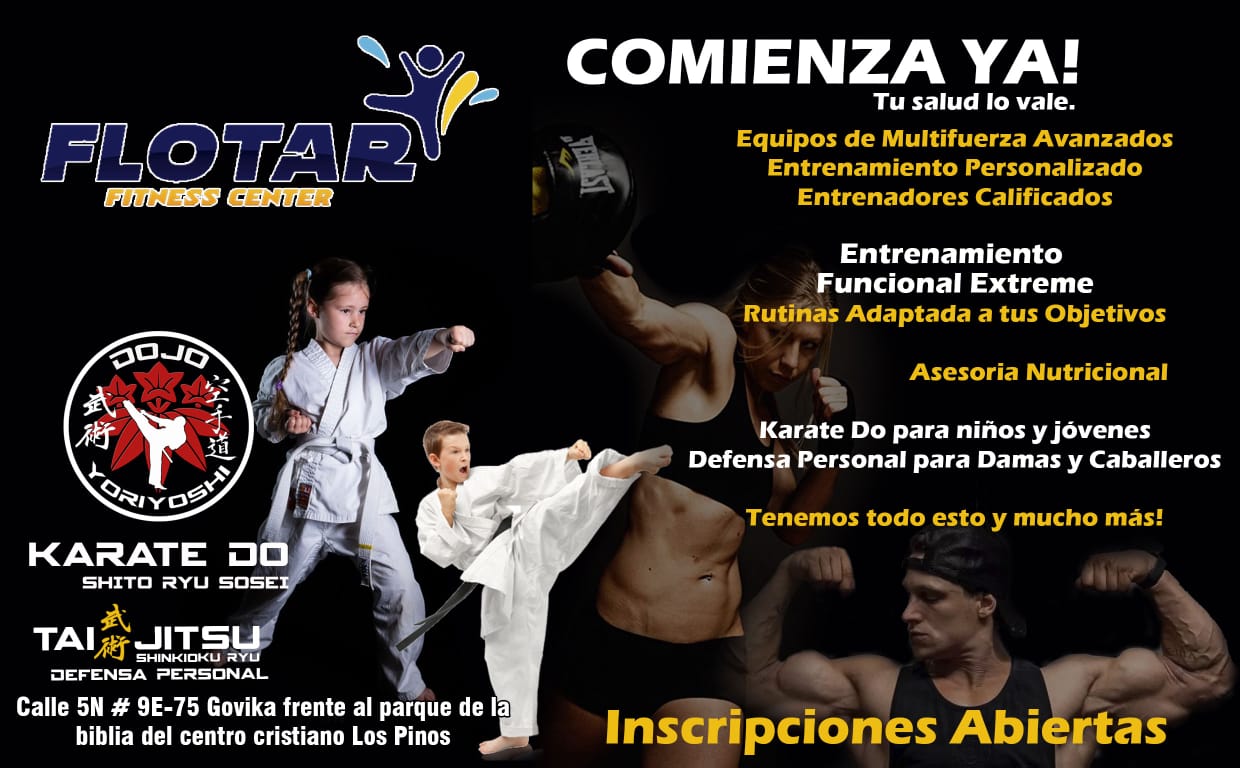 FLOTAR
FITNESS CENTER
COMIENZA YA!
Tu salud lo vale.
Equipos de Multifuerza Avanzados
Entrenamiento Personalizado
Entrenadores Calificados
EVERLAST
Entrenamiento
Funcional Extreme
Rutinas Adaptada a tus Objetivos
Asesoria Nutricional
Karate Do para niños y jóvenes
Defensa Personal para Damas y Caballeros
Tenemos todo esto y mucho más!
DOJO
武術
空手道
YORIYOSHI
KARATE DO
SHITO RYU SOSEI
TAI 武術 JITSU
SHINKIOKU RYU
DEFENSA PERSONAL
Calle 5N # 9E-75 Govika frente al parque de la
biblia del centro cristiano Los Pinos
Inscripciones Abiertas